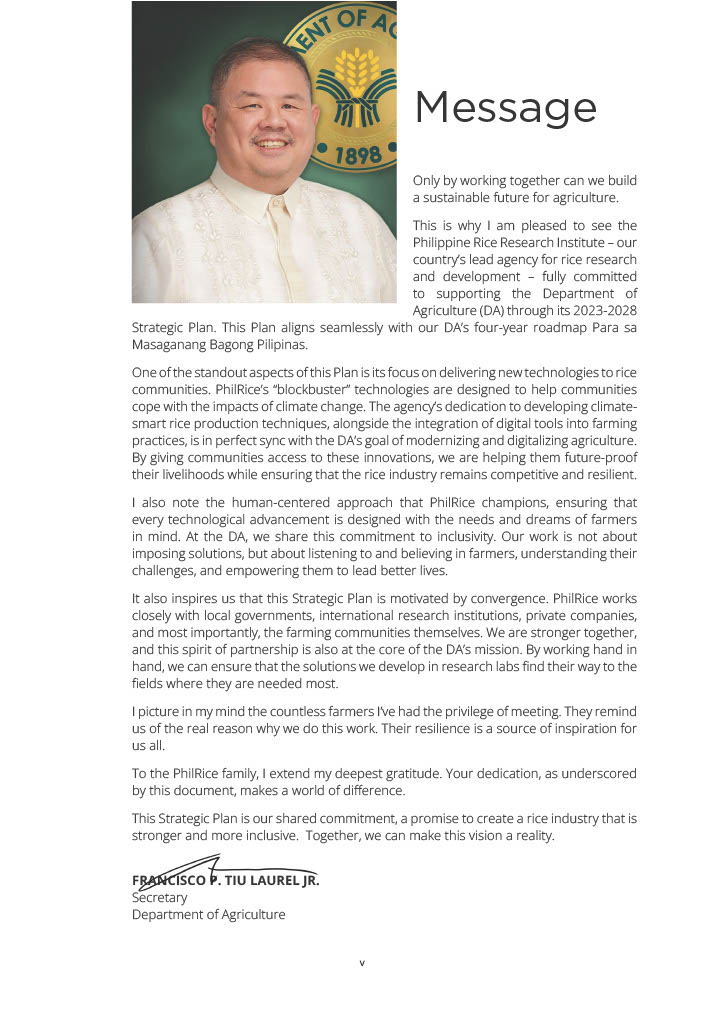 MENT OF AG
1898
Message
Only by working together can we build
a sustainable future for agriculture.
This is why I am pleased to see the
Philippine Rice Research Institute – our
country’s lead agency for rice research
and development – fully committed
to supporting the Department of
Agriculture (DA) through its 2023-2028
Strategic Plan. This Plan aligns seamlessly with our DA’s four-year roadmap Para sa
Masaganang Bagong Pilipinas.
One of the standout aspects of this Plan is its focus on delivering new technologies to rice
communities. PhilRice’s “blockbuster” technologies are designed to help communities
cope with the impacts of climate change. The agency’s dedication to developing climate-
smart rice production techniques, alongside the integration of digital tools into farming
practices, is in perfect sync with the DA’s goal of modernizing and digitalizing agriculture.
By giving communities access to these innovations, we are helping them future-proof
their livelihoods while ensuring that the rice industry remains competitive and resilient.
I also note the human-centered approach that PhilRice champions, ensuring that
every technological advancement is designed with the needs and dreams of farmers
in mind. At the DA, we share this commitment to inclusivity. Our work is not about
imposing solutions, but about listening to and believing in farmers, understanding their
challenges, and empowering them to lead better lives.
It also inspires us that this Strategic Plan is motivated by convergence. PhilRice works
closely with local governments, international research institutions, private companies,
and most importantly, the farming communities themselves. We are stronger together,
and this spirit of partnership is also at the core of the DA’s mission. By working hand in
hand, we can ensure that the solutions we develop in research labs find their way to the
fields where they are needed most.
I picture in my mind the countless farmers I’ve had the privilege of meeting. They remind
us of the real reason why we do this work. Their resilience is a source of inspiration for
us all.
To the PhilRice family, I extend my deepest gratitude. Your dedication, as underscored
by this document, makes a world of difference.
This Strategic Plan is our shared commitment, a promise to create a rice industry that is
stronger and more inclusive.  Together, we can make this vision a reality.
FRANCISCO P. TIU LAUREL JR.
Secretary
Department of Agriculture
v